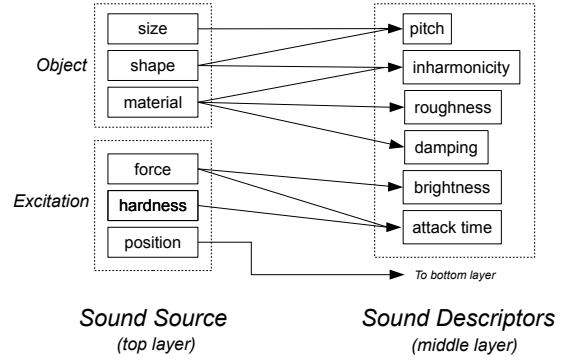 Object
size
shape
material
Excitation
force
hardness
position
pitch
inharmonicity
roughness
damping
brightness
attack time
To bottom layer
Sound Source
(top layer)
Sound Descriptors
(middle layer)